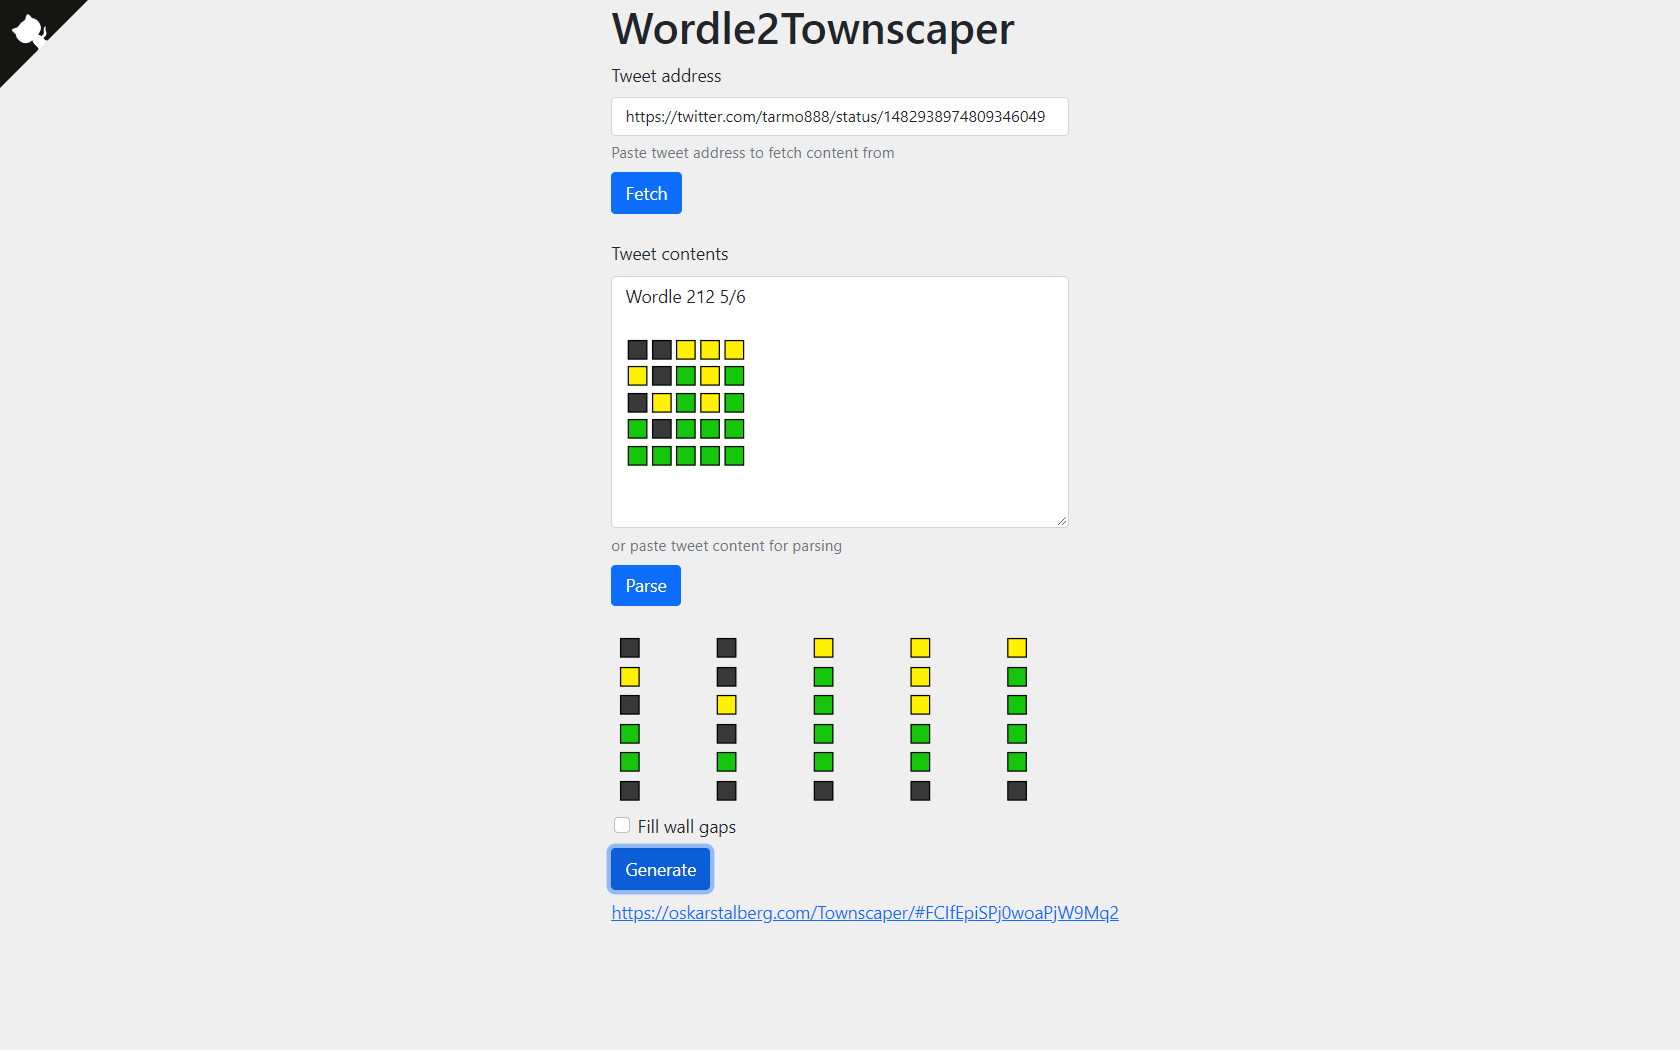 Wordle2Townscaper
Tweet address
https://twitter.com/tarmo888/status/1482938974809346049
Paste tweet address to fetch content from
Fetch
Tweet contents
Wordle 212 5/6
or paste tweet content for parsing
Parse
Fill wall gaps
Generate
https://oskarstalberg.com/Townscaper/#FCIfEpiSPj0woaPjW9Mq2